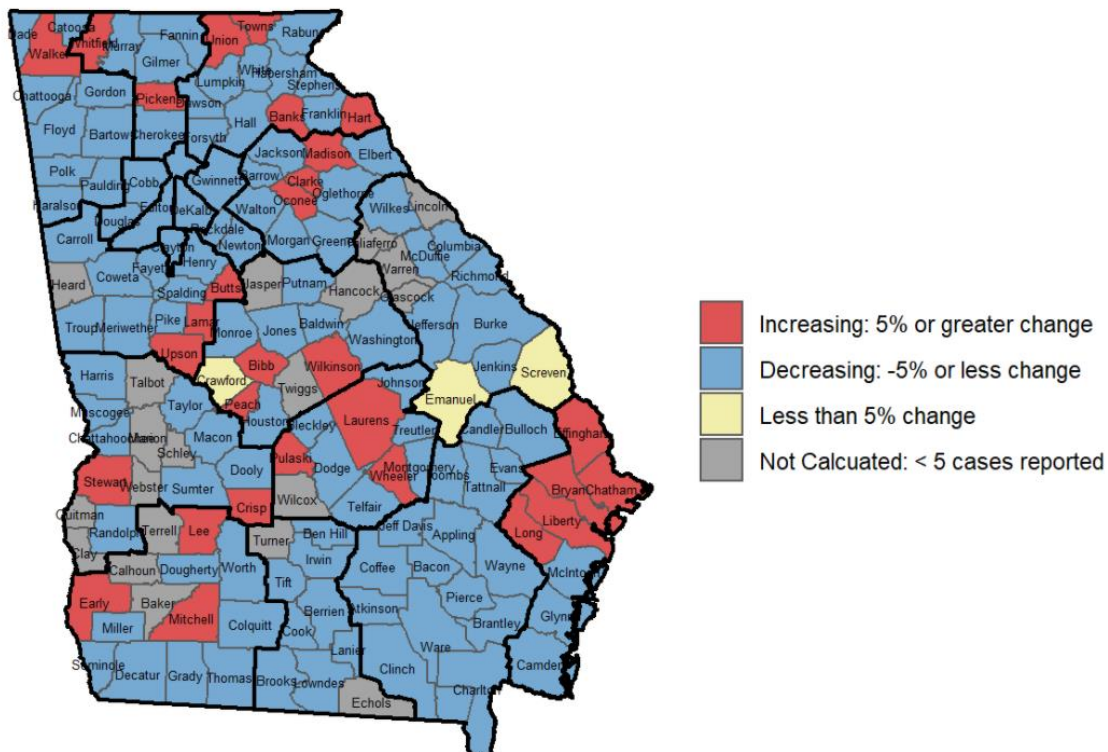 Dade
Catoosa
Whitfield
Murray
Fannin
Union
Towns
Rabun
Walker
Gilmer
White
Habersham
Stephens
Lumpkin
Chattooga
Gordon
Pickens
Dawson
Banks
Franklin
Hart
Hall
Floyd
Bartow
Cherokee
Forsyth
Jackson
Madison
Elbert
Polk
Paulding
Cobb
Gwinnett
Barrow
Clarke
Oconee
Oglethorpe
Haralson
Douglas
Fulton
DeKalb
Walton
Wilkes
Lincoln
Carroll
Rockdale
Newton
Morgan
Greene
Taliaferro
McDuffie
Columbia
Clayton
Fayette
Henry
Warren
Richmond
Heard
Coweta
Spalding
Butts
Jasper
Putnam
Hancock
Glascock
Troup
Meriwether
Pike
Lamar
Monroe
Jones
Baldwin
Washington
Jefferson
Burke
Upson
Bibb
Wilkinson
Jenkins
Screven
Harris
Talbot
Crawford
Twiggs
Johnson
Emanuel
Muscogee
Taylor
Peach
Houston
Bleckley
Laurens
Treutlen
Candler
Bulloch
Effingham
Chattahoochee
Marion
Macon
Schley
Dooly
Pulaski
Dodge
Montgomery
Wheeler
Toombs
Evans
Tattnall
Bryan
Chatham
Stewart
Webster
Sumter
Crisp
Wilcox
Telfair
Long
Liberty
Quitman
Randolph
Terrell
Lee
Turner
Ben Hill
Jeff Davis
Appling
Clay
Calhoun
Dougherty
Worth
Irwin
Coffee
Bacon
Wayne
McIntosh
Early
Baker
Mitchell
Tift
Berrien
Atkinson
Pierce
Brantley
Glynn
Miller
Colquitt
Cook
Lanier
Ware
Clinch
Camden
Seminole
Decatur
Grady
Thomas
Brooks
Lowndes
Echols
Charlton
Increasing: 5% or greater change
Decreasing: -5% or less change
Less than 5% change
Not Calcuated: < 5 cases reported